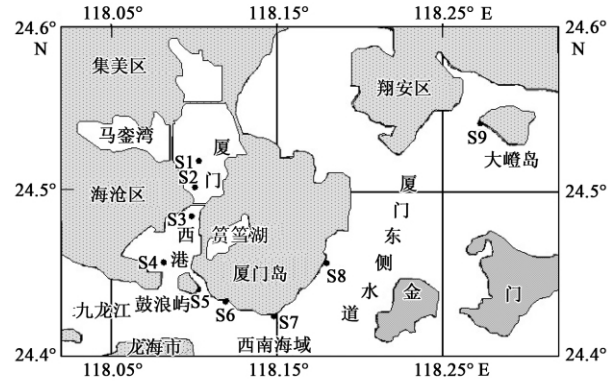 118.05° 118.15° 118.25° E
24.6° 24.6°
N N
集美区
翔安区
马銮湾
厦门西港
S1
S2
S9
大嶝岛
24.5° 24.5°
海沧区
S3
筼筜湖
厦门东侧水道
S4
厦门岛
S8
S5
金门
九龙江
鼓浪屿
S6
S7
西南海域
龙海市
24.4° 24.4°
118.05° 118.15° 118.25° E